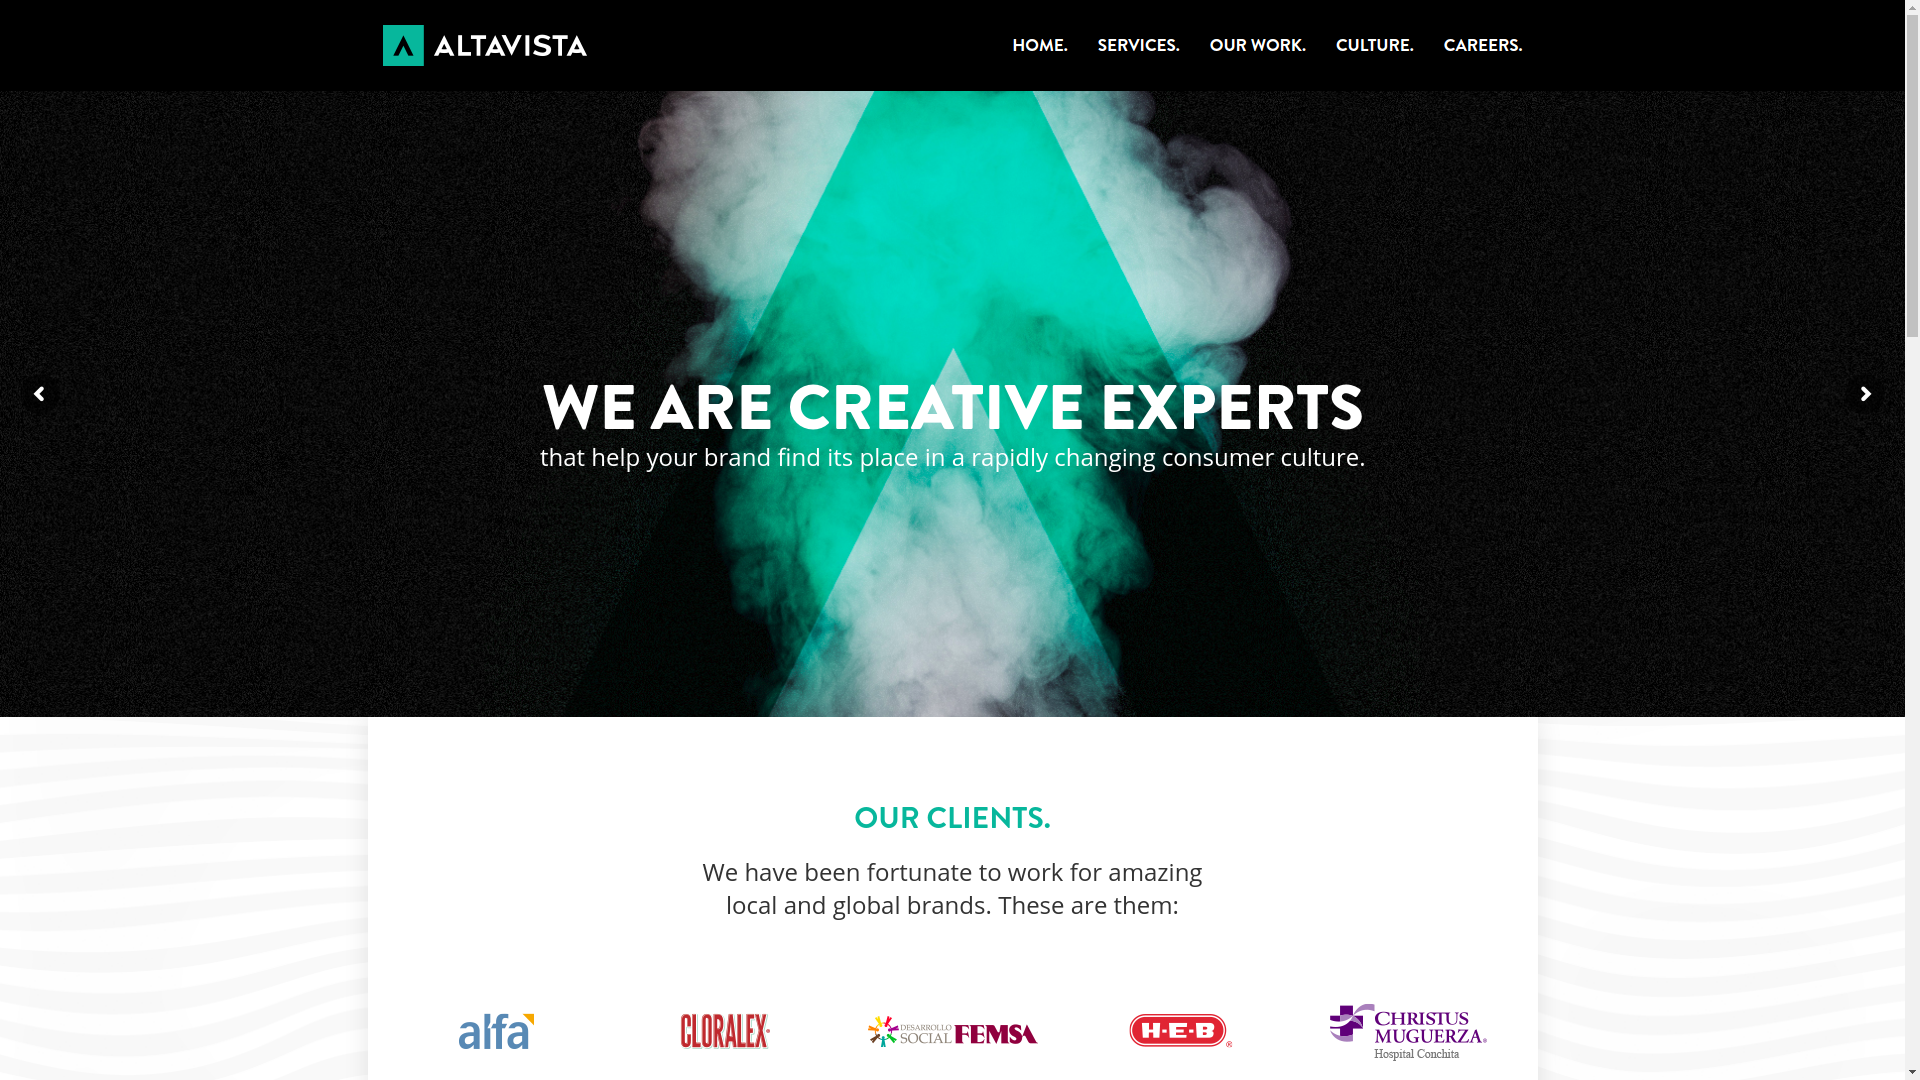 ALTAVISTA
HOME. SERVICES. OUR WORK. CULTURE. CAREERS.
WE ARE CREATIVE EXPERTS
that help your brand find its place in a rapidly changing consumer culture.
OUR CLIENTS.
We have been fortunate to work for amazing
local and global brands. These are them:
alfa
CLORALEX
DESARROLLO
SOCIAL FEMSA
H-E-B
CHRISTUS
MUGUERZA
Hospital Conchita